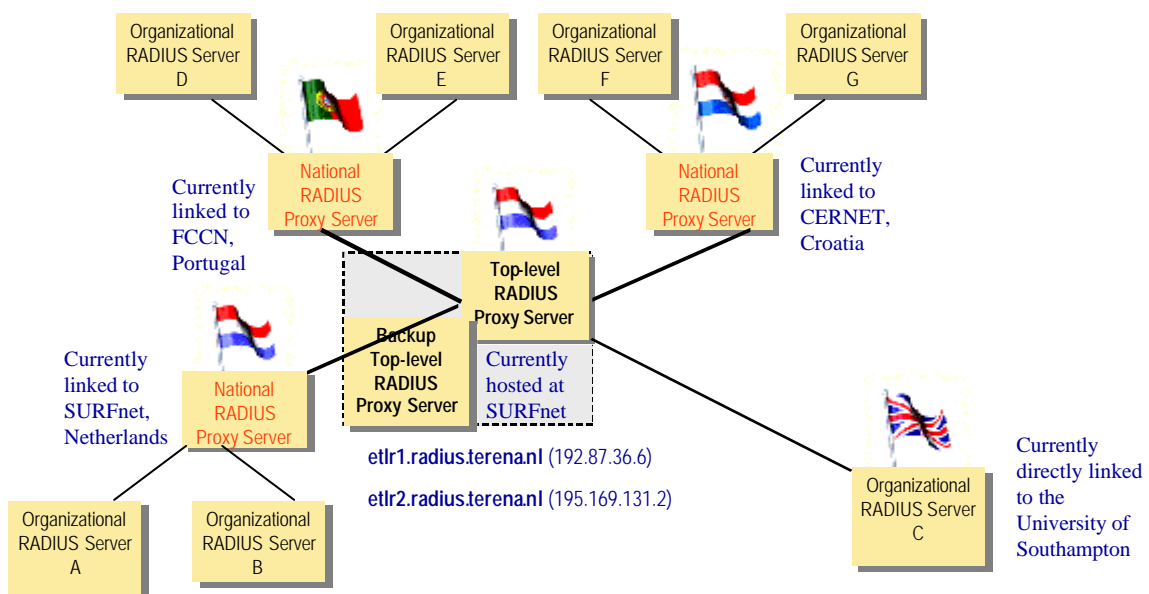 Organizational
RADIUS Server
D
Organizational
RADIUS Server
E
Organizational
RADIUS Server
F
Organizational
RADIUS Server
G
National
RADIUS
Proxy Server
Currently
linked to
FCCN,
Portugal
National
RADIUS
Proxy Server
Currently
linked to
CERNET,
Croatia
Top-level
RADIUS
Proxy Server
Backup
Top-level
RADIUS
Proxy Server
Currently
hosted at
SURFnet
Currently
linked to
SURFnet,
Netherlands
National
RADIUS
Proxy Server
etlr1.radius.terena.nl (192.87.36.6)
etlr2.radius.terena.nl (195.169.131.2)
Organizational
RADIUS Server
A
Organizational
RADIUS Server
B
Organizational
RADIUS Server
C
Currently
directly linked
to the
University of
Southampton